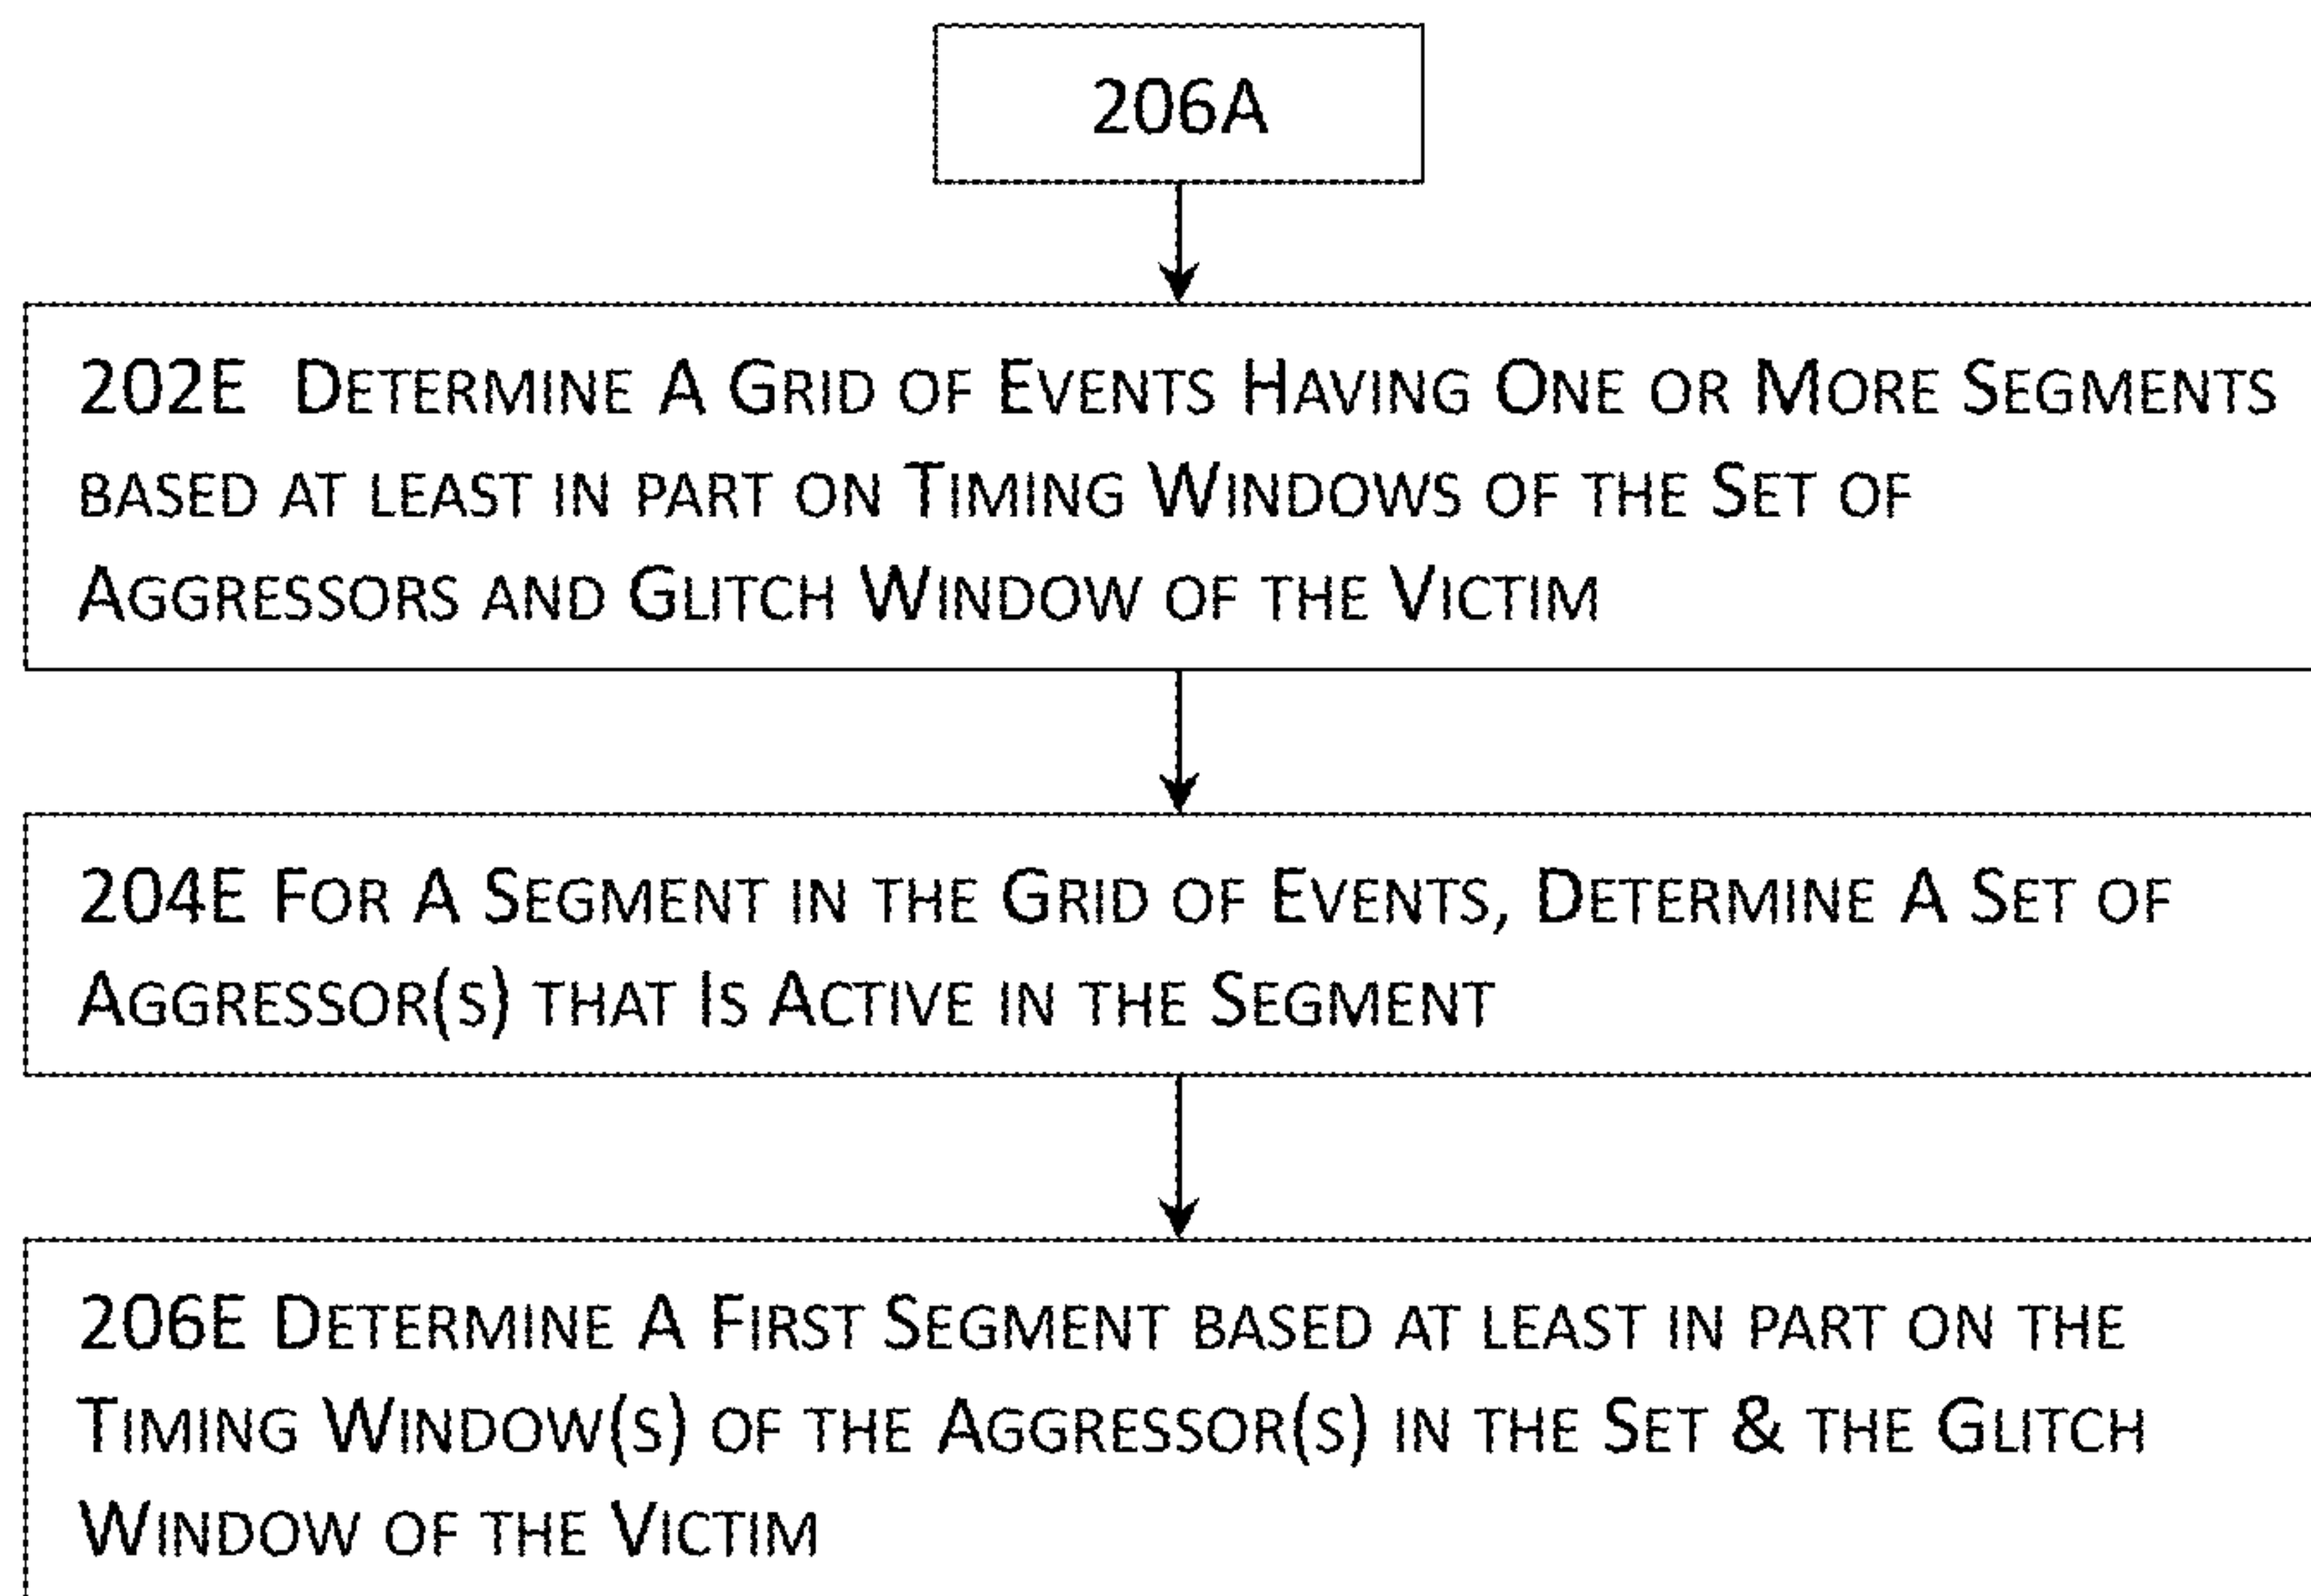 206A
202E Determine A Grid of Events Having One or More Segments
based at least in part on Timing Windows of the Set of
Aggressors and Glitch Window of the Victim
204E For A Segment in the Grid of Events, Determine A Set of
Aggressor(s) that Is Active in the Segment
206E Determine A First Segment based at least in part on the
Timing Window(s) of the Aggressor(s) in the Set & the Glitch
Window of the Victim